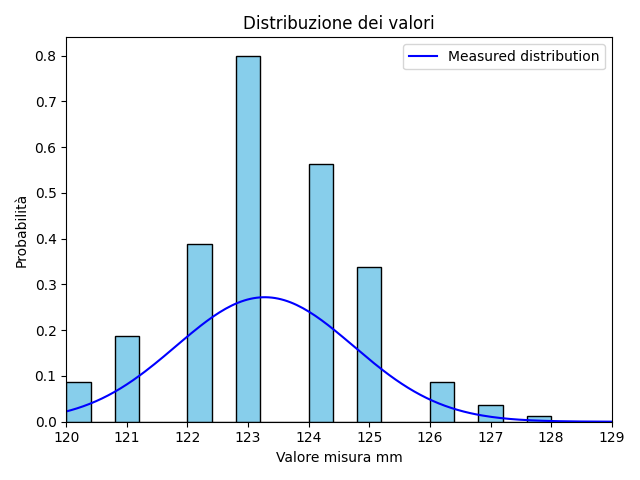 Distribuzione dei valori
Measured distribution
0.8
0.7
0.6
0.5
0.4
0.3
0.2
0.1
0.0
Probabilità
120 121 122 123 124 125 126 127 128 129
Valore misura mm